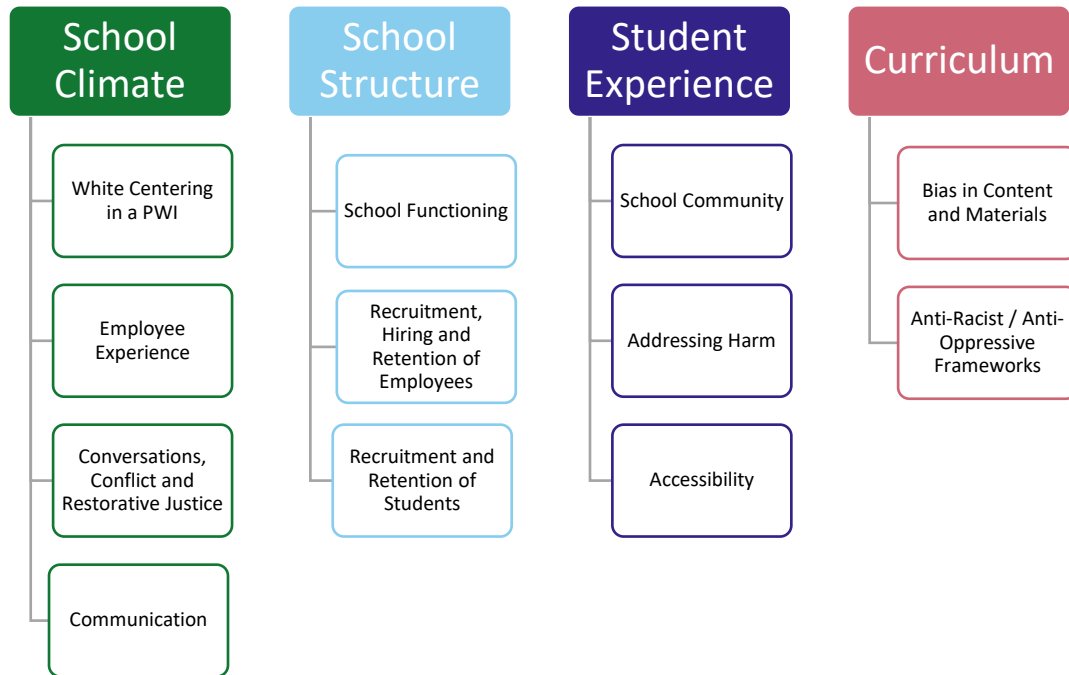 School
Climate
White Centering
in a PWI
Employee
Experience
Conversations,
Conflict and
Restorative Justice
Communication
School
Structure
School Functioning
Recruitment,
Hiring and
Retention of
Employees
Recruitment and
Retention of
Students
Student
Experience
School Community
Addressing Harm
Accessibility
Curriculum
Bias in Content
and Materials
Anti-Racist / Anti-
Oppressive
Frameworks